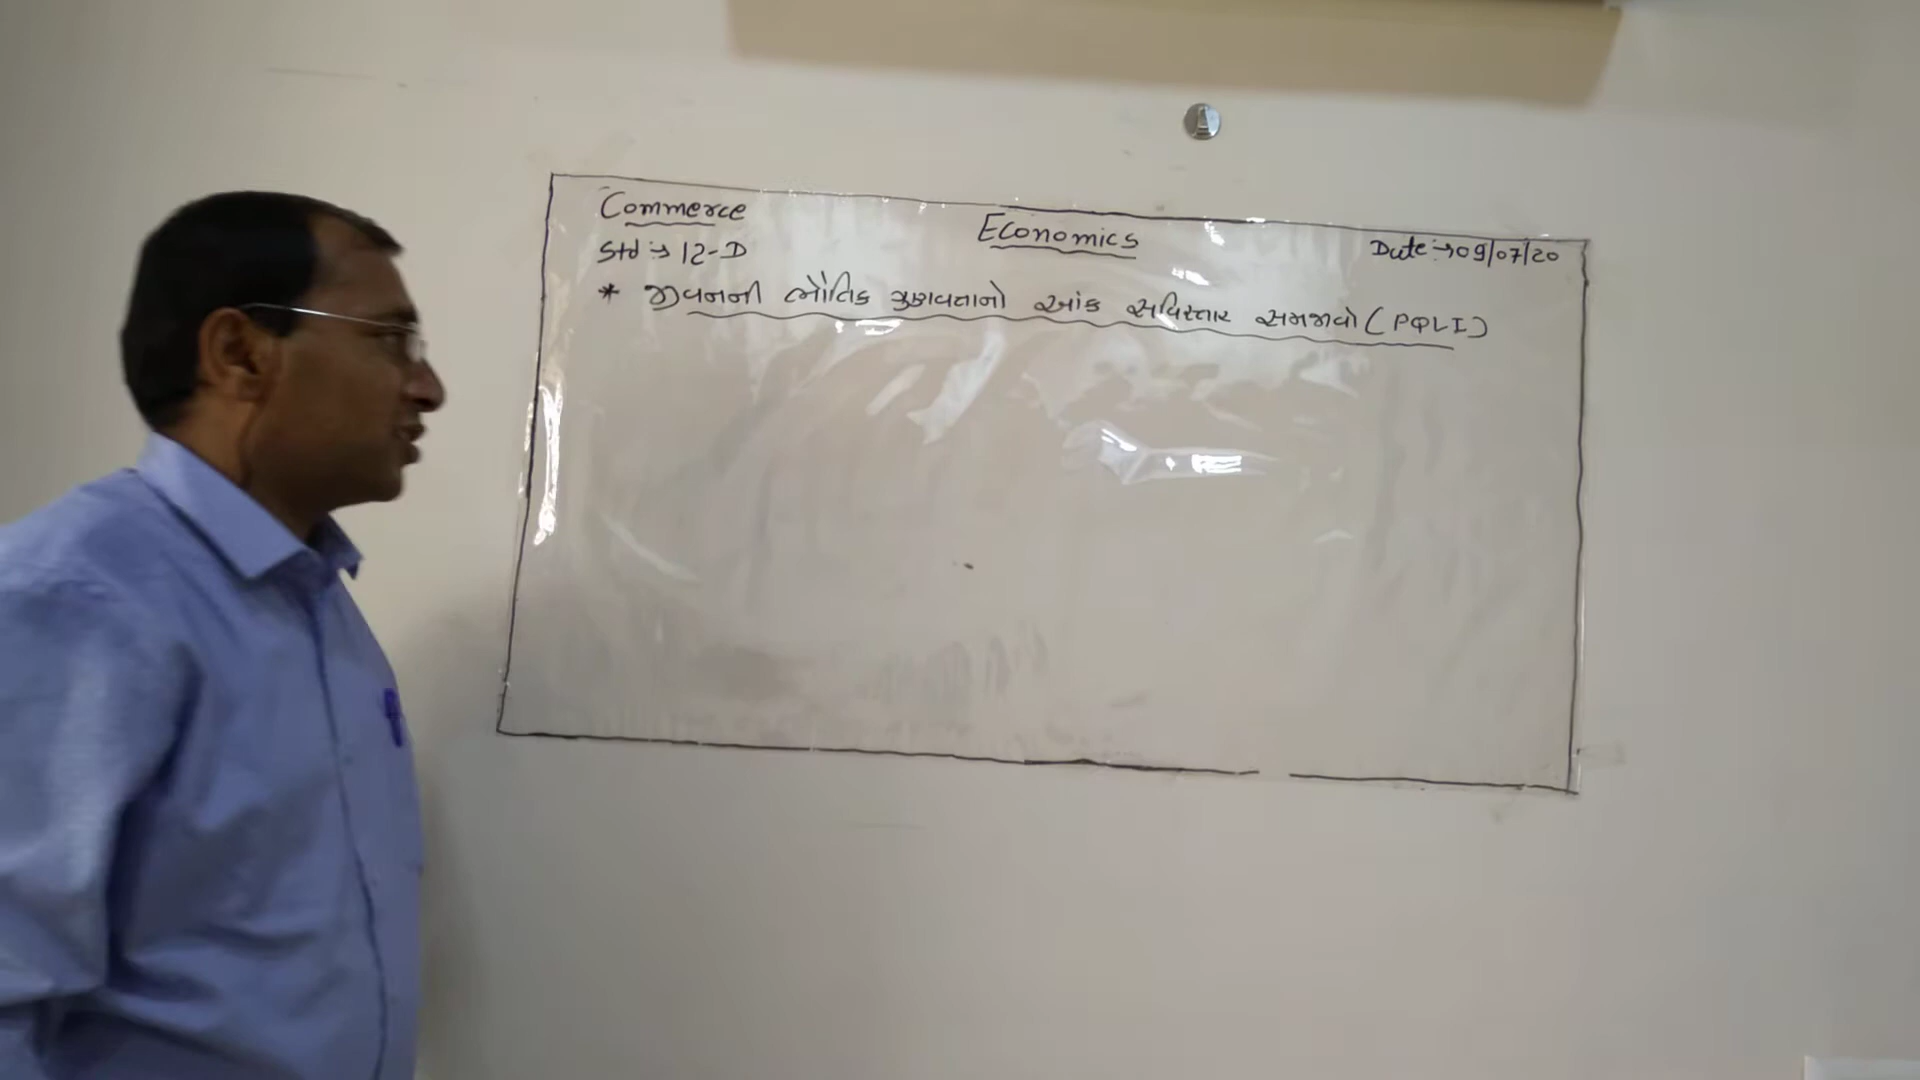 Commerce
Economics
Std :→ 12-D
Date :→ 09/07/20
* જીવનની ભૌતિક ગુણવત્તાનો આંક સવિસ્તાર સમજાવો (PQLI)